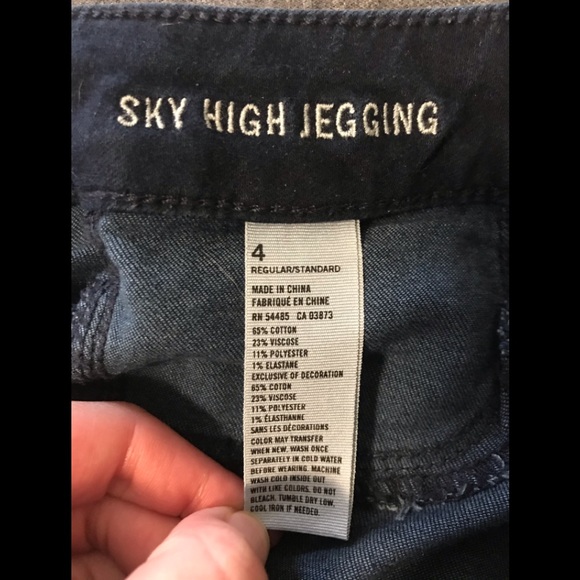 SKY HIGH JEGGING
4
REGULAR/STANDARD
MADE IN CHINA
FABRIQUÉ EN CHINE
RN 54485 CA 03873
65% COTTON
23% VISCOSE
11% POLYESTER
1% ELASTANE
EXCLUSIVE OF DECORATION
65% COTON
23% VISCOSE
11% POLYESTER
1% ÉLASTHANNE
SANS LES DÉCORATIONS
COLOR MAY TRANSFER
WHEN NEW. WASH ONCE
SEPARATELY IN COLD WATER
BEFORE WEARING. MACHINE
WASH COLD INSIDE OUT
WITH LIKE COLORS. DO NOT
BLEACH. TUMBLE DRY LOW.
COOL IRON IF NEEDED.